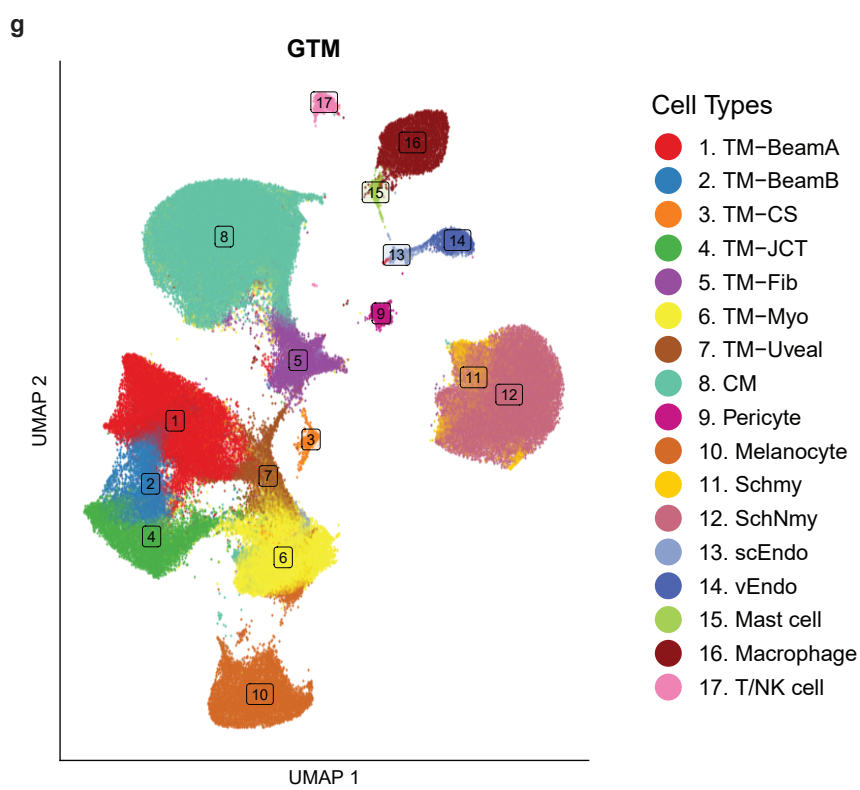 g
GTM
17
16
15
8
14
13
9
5
11
12
1
3
7
2
4
6
10
UMAP 2
UMAP 1
Cell Types
1. TM−BeamA
2. TM−BeamB
3. TM−CS
4. TM−JCT
5. TM−Fib
6. TM−Myo
7. TM−Uveal
8. CM
9. Pericyte
10. Melanocyte
11. Schmy
12. SchNmy
13. scEndo
14. vEndo
15. Mast cell
16. Macrophage
17. T/NK cell